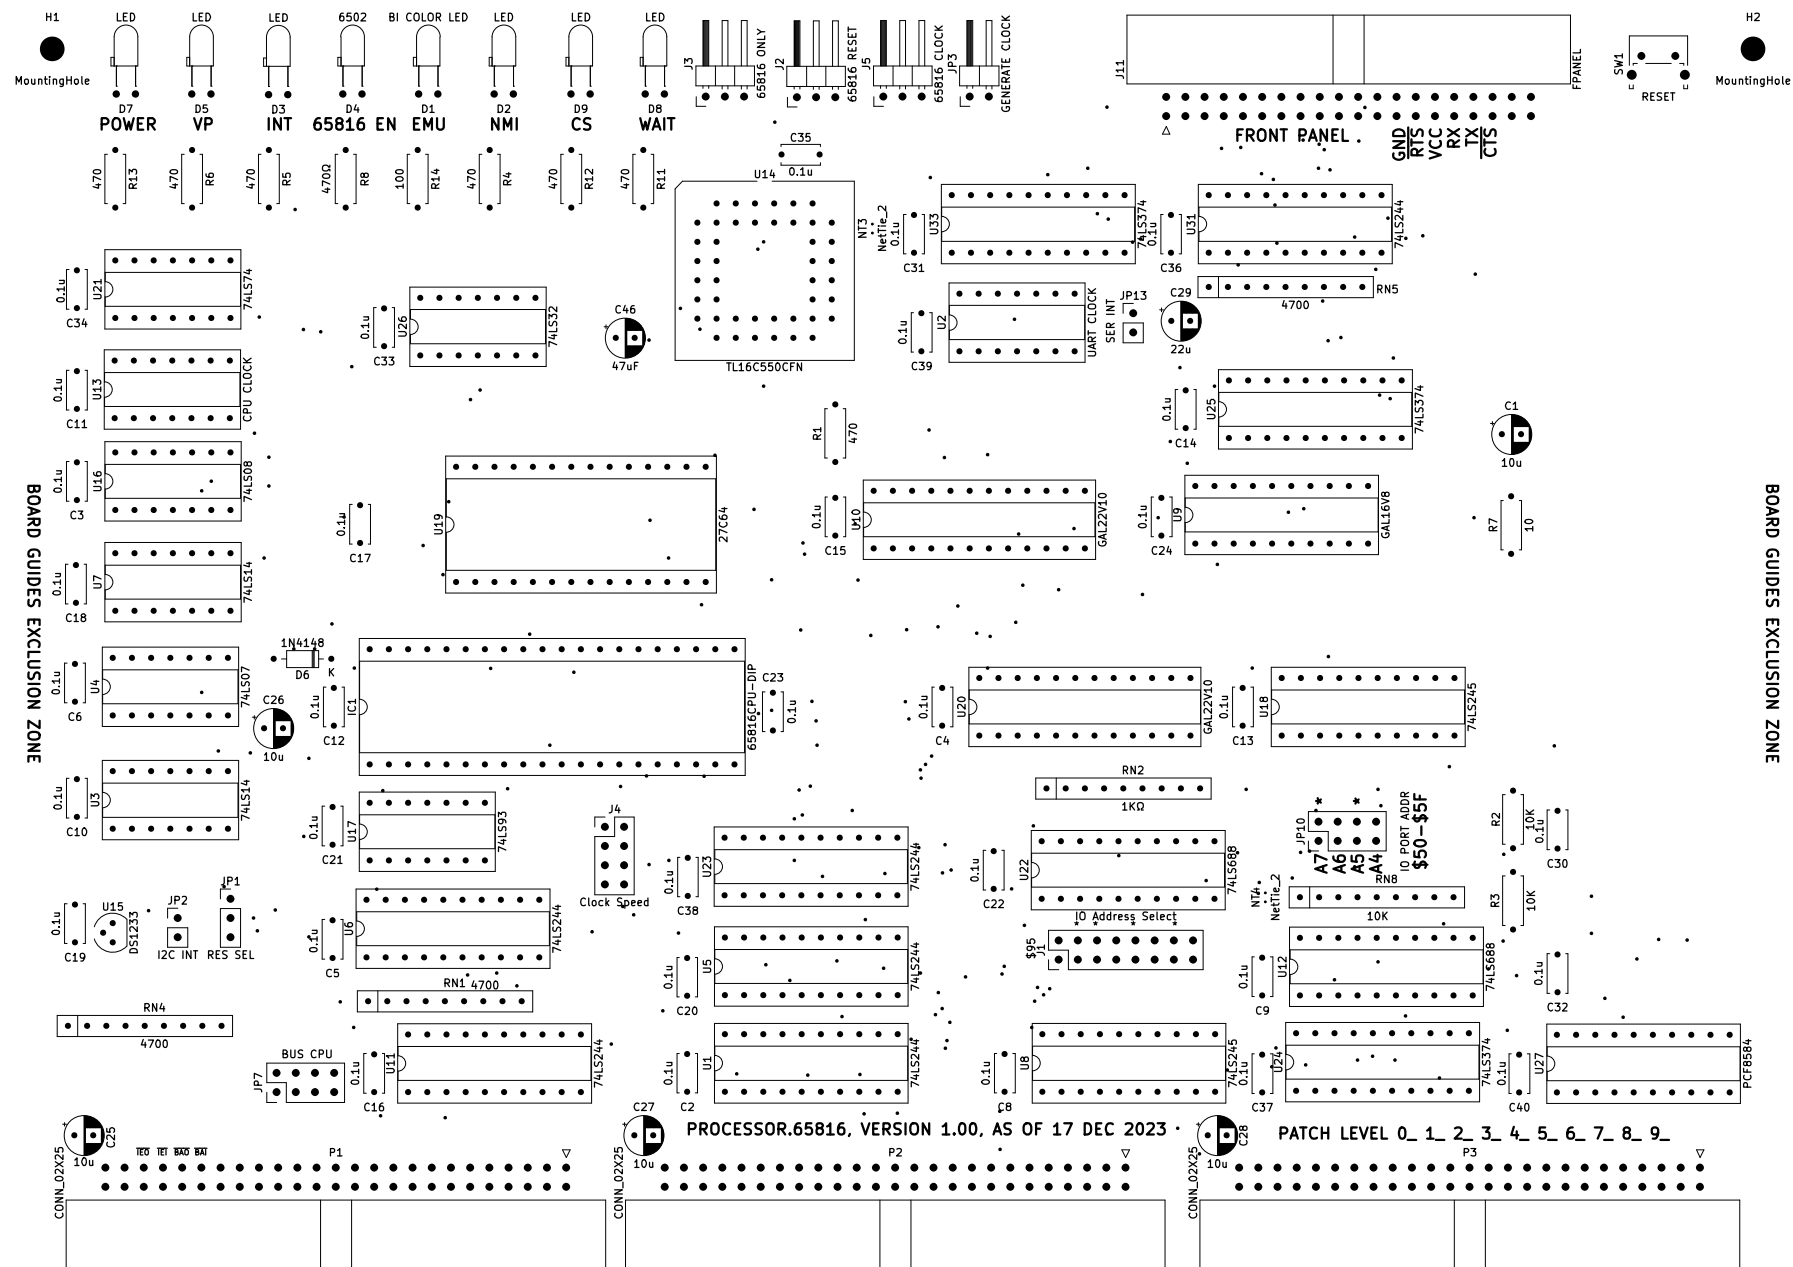 H1
LED
LED
LED
6502
BI COLOR LED
LED
LED
LED
H2
MountingHole
MountingHole
D7
D5
D3
D4
D1
D2
D9
D8
POWER
VP
INT
65816 EN
EMU
NMI
CS
WAIT
J3
65816 ONLY
J2
65816 RESET
J5
65816 CLOCK
JP3
GENERATE CLOCK
J11
FPANEL
FRONT PANEL
GND
RTS
VCC
RX
TX
CTS
SW1
RESET
470
R13
470
R6
470
R5
470Ω
R8
100
R14
470
R4
470
R12
470
R11
C35
0.1u
U14
TL16C550CFN
NT3
NetTie_2
0.1u
C31
U33
74LS374
0.1u
C36
U31
74LS244
RN5
4700
0.1u
C34
U21
74LS74
0.1u
C33
U26
74LS32
C46
47uF
0.1u
C39
U2
UART CLOCK
JP13
SER INT
C29
22u
0.1u
C11
U13
CPU CLOCK
0.1u
C14
U25
74LS374
C1
10u
R1
470
0.1u
C3
U16
74LS08
0.1u
C17
U19
27C64
0.1u
C15
U10
GAL22V10
0.1u
C24
U9
GAL16V8
R7
10
BOARD GUIDES EXCLUSION ZONE
BOARD GUIDES EXCLUSION ZONE
0.1u
C18
U7
74LS14
0.1u
C6
U4
74LS07
1N4148
D6
K
C26
10u
0.1u
C12
IC1
65816CPU-DIP
C23
0.1u
0.1u
C4
U20
GAL22V10
0.1u
C13
U18
74LS245
0.1u
C10
U3
74LS14
0.1u
C21
U17
74LS93
J4
Clock Speed
0.1u
C38
U23
74LS244
RN2
1KΩ
0.1u
C22
U22
74LS688
JP10
* *
A7
A6
A5
A4
IO PORT ADDR
$50-$5F
R2
10K
0.1u
C30
NT4
NetTie_2
RN8
10K
R3
10K
0.1u
C19
U15
DS1233
JP2
I2C INT
JP1
RES SEL
0.1u
C5
U6
74LS244
RN1
4700
0.1u
C20
U5
74LS244
IO Address Select
* * * * * *
$95
J1
0.1u
C9
U12
74LS688
0.1u
C32
RN4
4700
BUS CPU
JP7
0.1u
C16
U11
74LS244
0.1u
C2
U1
74LS244
0.1u
C8
U8
74LS245
0.1u
C37
U24
74LS374
0.1u
C40
U27
PCF8584
C25
10u
C27
10u
PROCESSOR.65816, VERSION 1.00, AS OF 17 DEC 2023
C28
10u
PATCH LEVEL 0_ 1_ 2_ 3_ 4_ 5_ 6_ 7_ 8_ 9_
IEO IEI BAO BAI
P1
P2
P3
CONN_02X25
CONN_02X25
CONN_02X25